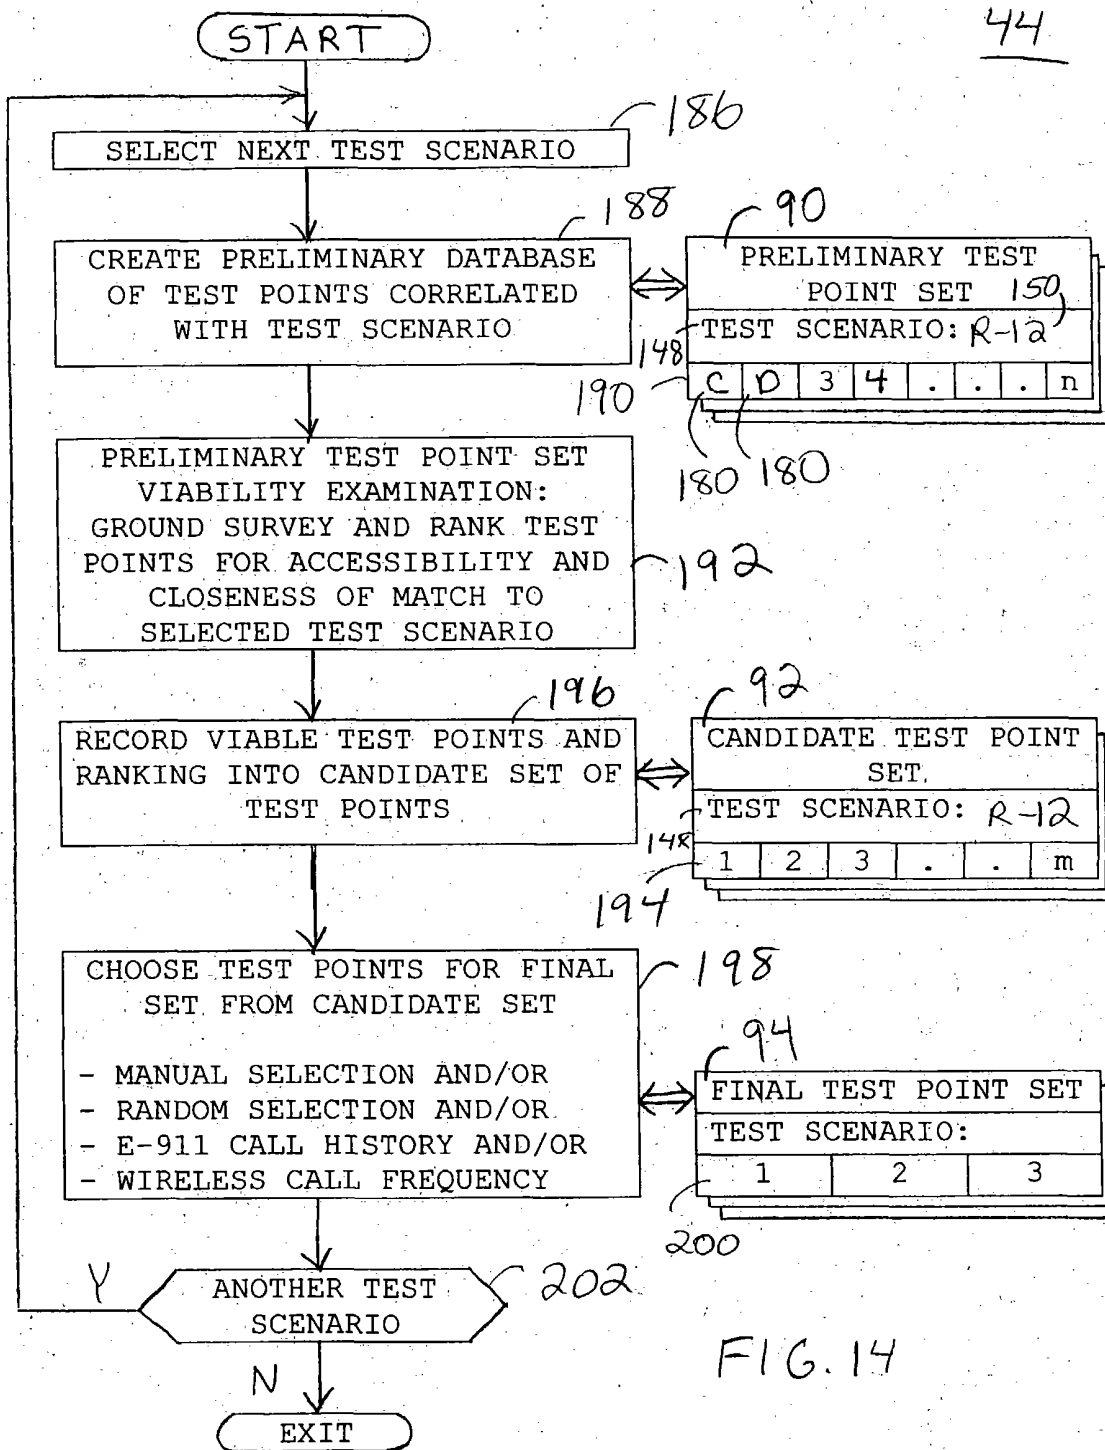 44
START
186
SELECT NEXT TEST SCENARIO
188
CREATE PRELIMINARY DATABASE
OF TEST POINTS CORRELATED
WITH TEST SCENARIO
90
PRELIMINARY TEST
POINT SET 150
148 TEST SCENARIO: R-12
190 C D 3 4 . . . n
180 180
PRELIMINARY TEST POINT SET
VIABILITY EXAMINATION:
GROUND SURVEY AND RANK TEST
POINTS FOR ACCESSIBILITY AND
CLOSENESS OF MATCH TO
SELECTED TEST SCENARIO
192
196
RECORD VIABLE TEST POINTS AND
RANKING INTO CANDIDATE SET OF
TEST POINTS
92
CANDIDATE TEST POINT
SET.
148 TEST SCENARIO: R-12
194 1 2 3 . . m
198
CHOOSE TEST POINTS FOR FINAL
SET FROM CANDIDATE SET
- MANUAL SELECTION AND/OR
- RANDOM SELECTION AND/OR
- E-911 CALL HISTORY AND/OR
- WIRELESS CALL FREQUENCY
94
FINAL TEST POINT SET
TEST SCENARIO:
1 2 3
200
Y
ANOTHER TEST
SCENARIO
202
N
EXIT
FIG. 14